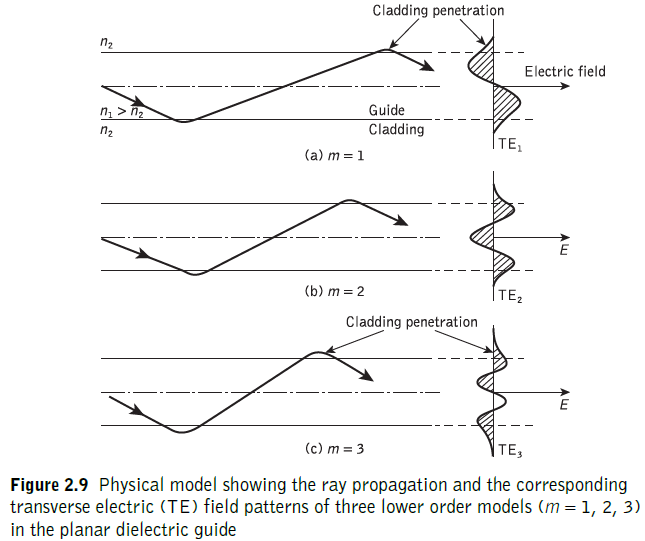 Cladding penetration
n₂
Electric field
n₁ > n₂
Guide
n₂
Cladding
TE₁
(a) m = 1
E
(b) m = 2
TE₂
Cladding penetration
E
(c) m = 3
TE₃
Figure 2.9 Physical model showing the ray propagation and the corresponding
transverse electric (TE) field patterns of three lower order models (m = 1, 2, 3)
in the planar dielectric guide